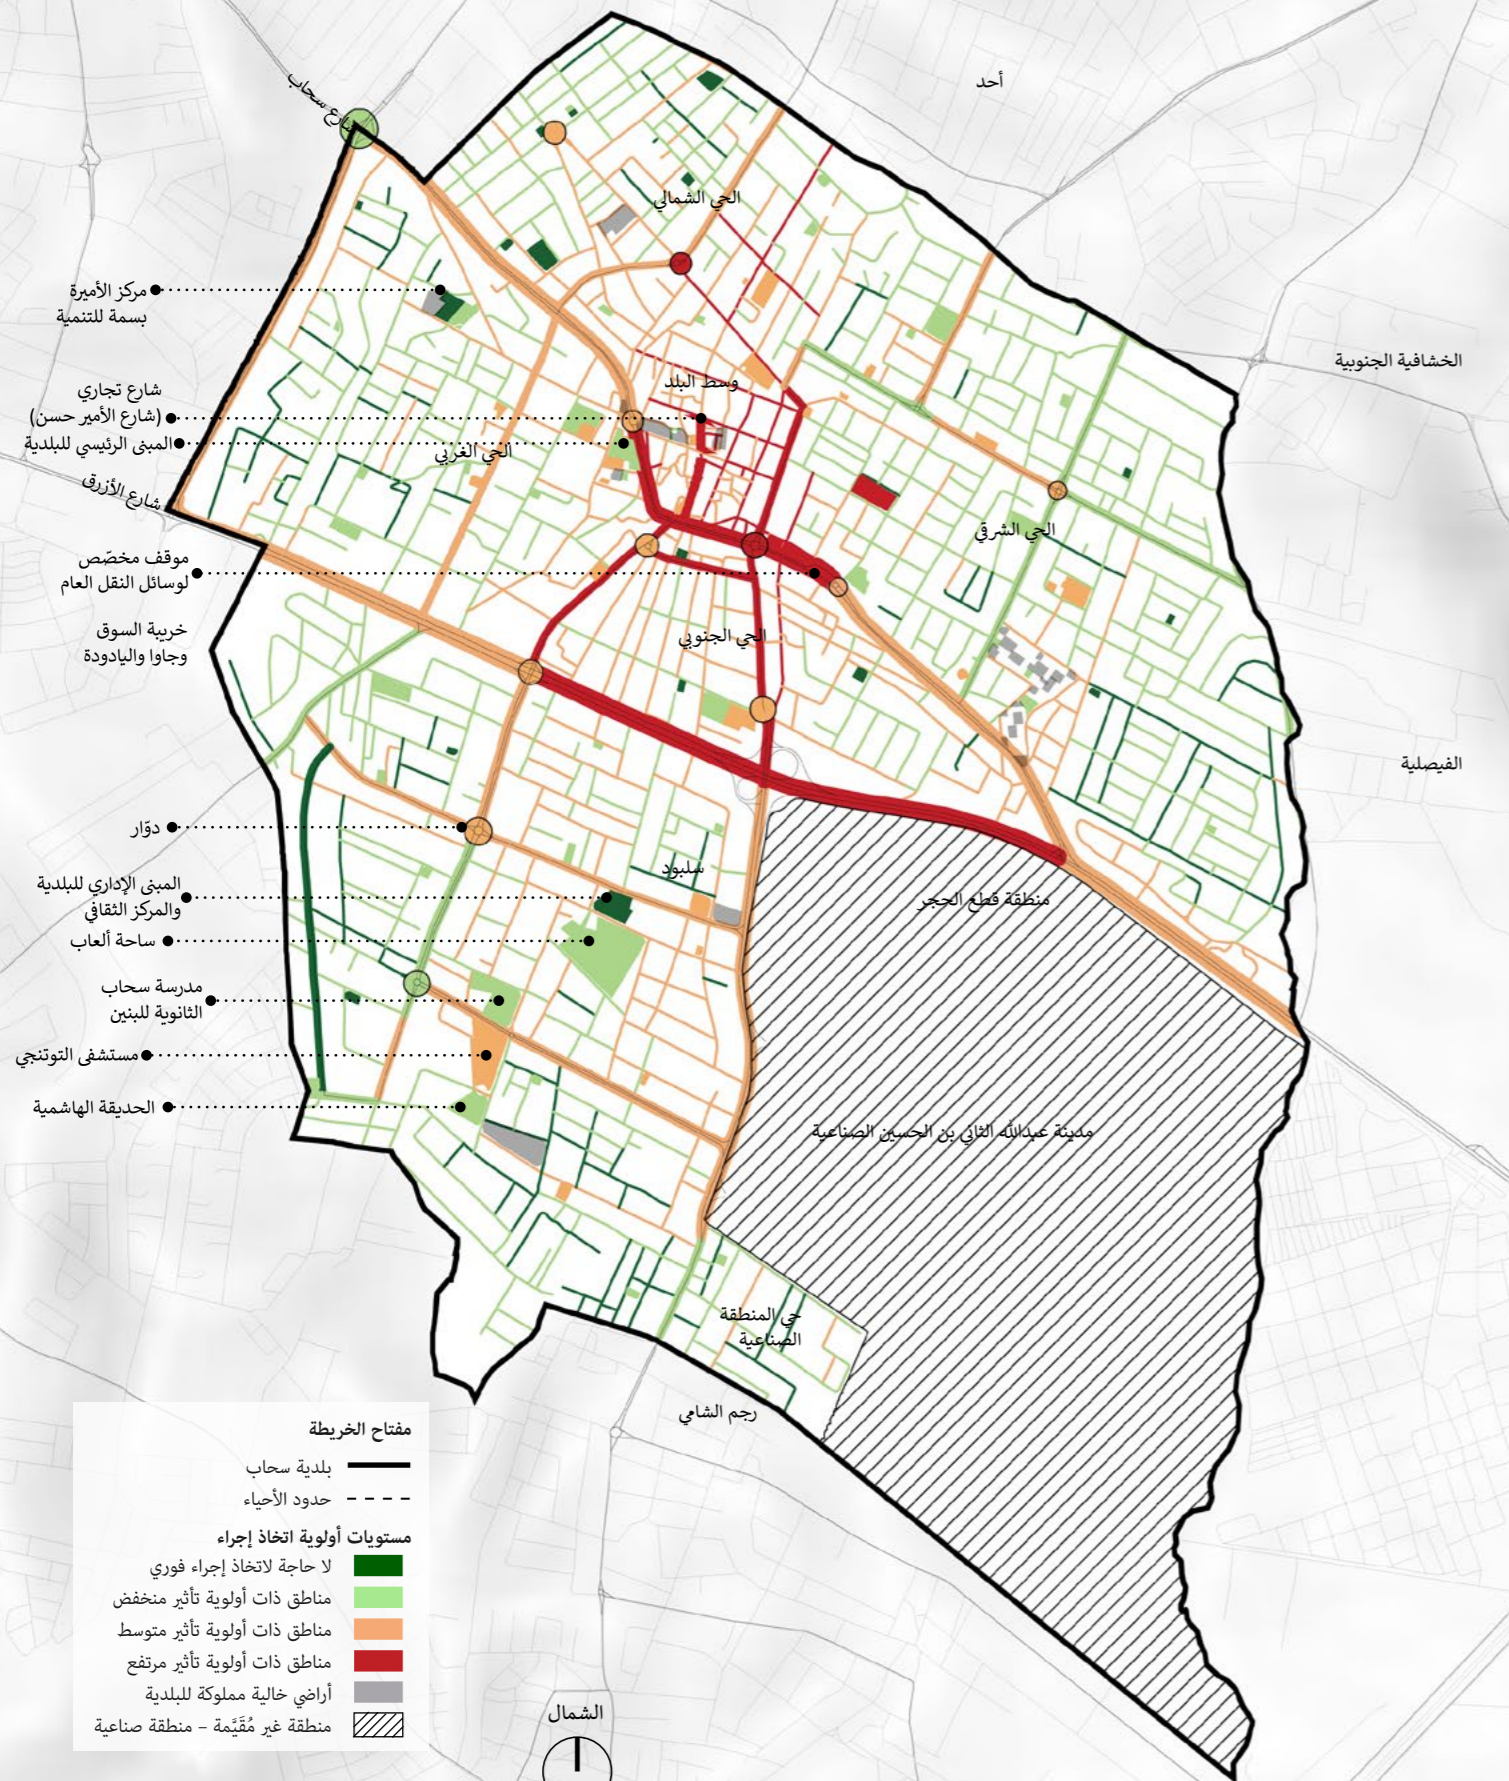 أحد
شارع سحاب
الحي الشمالي
مركز الأميرة
بسمة للتنمية
الخشافية الجنوبية
وسط البلد
شارع تجاري
(شارع الأمير حسن)
المبنى الرئيسي للبلدية
الحي الغربي
شارع الأزرق
الحي الشرقي
موقف مخصّص
لوسائل النقل العام
خريبة السوق
وجاوا واليادودة
الحي الجنوبي
الفيصلية
دوّار
سلبود
المبنى الإداري للبلدية
والمركز الثقافي
منطقة قطع الحجر
ساحة ألعاب
مدرسة سحاب
الثانوية للبنين
مستشفى التوتنجي
الحديقة الهاشمية
مدينة عبدالله الثاني بن الحسين الصناعية
حي المنطقة
الصناعية
رجم الشامي
مفتاح الخريطة
بلدية سحاب
حدود الأحياء
مستويات أولوية اتخاذ إجراء
لا حاجة لاتخاذ إجراء فوري
مناطق ذات أولوية تأثير منخفض
مناطق ذات أولوية تأثير متوسط
مناطق ذات أولوية تأثير مرتفع
أراضي خالية مملوكة للبلدية
منطقة غير مُقَيَّمة – منطقة صناعية
الشمال